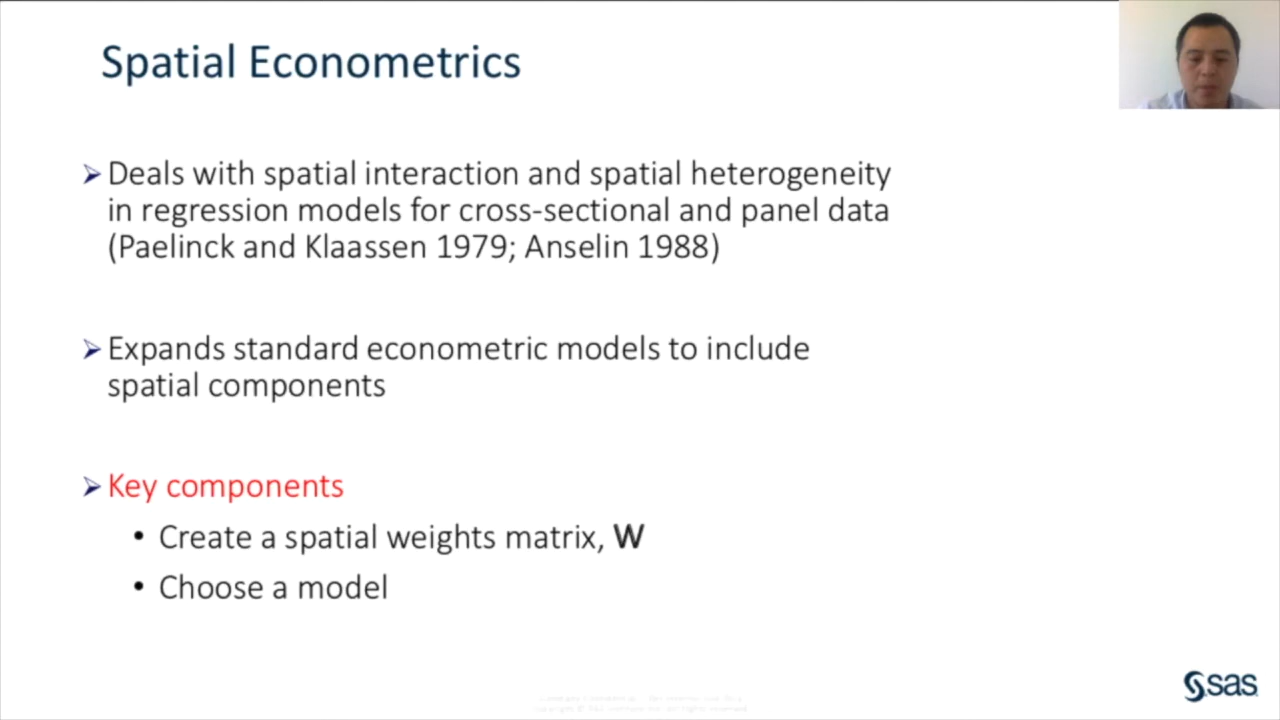 Spatial Econometrics
➢ Deals with spatial interaction and spatial heterogeneity
in regression models for cross-sectional and panel data
(Paelinck and Klaassen 1979; Anselin 1988)
➢ Expands standard econometric models to include
spatial components
➢ Key components
• Create a spatial weights matrix, W
• Choose a model
sas